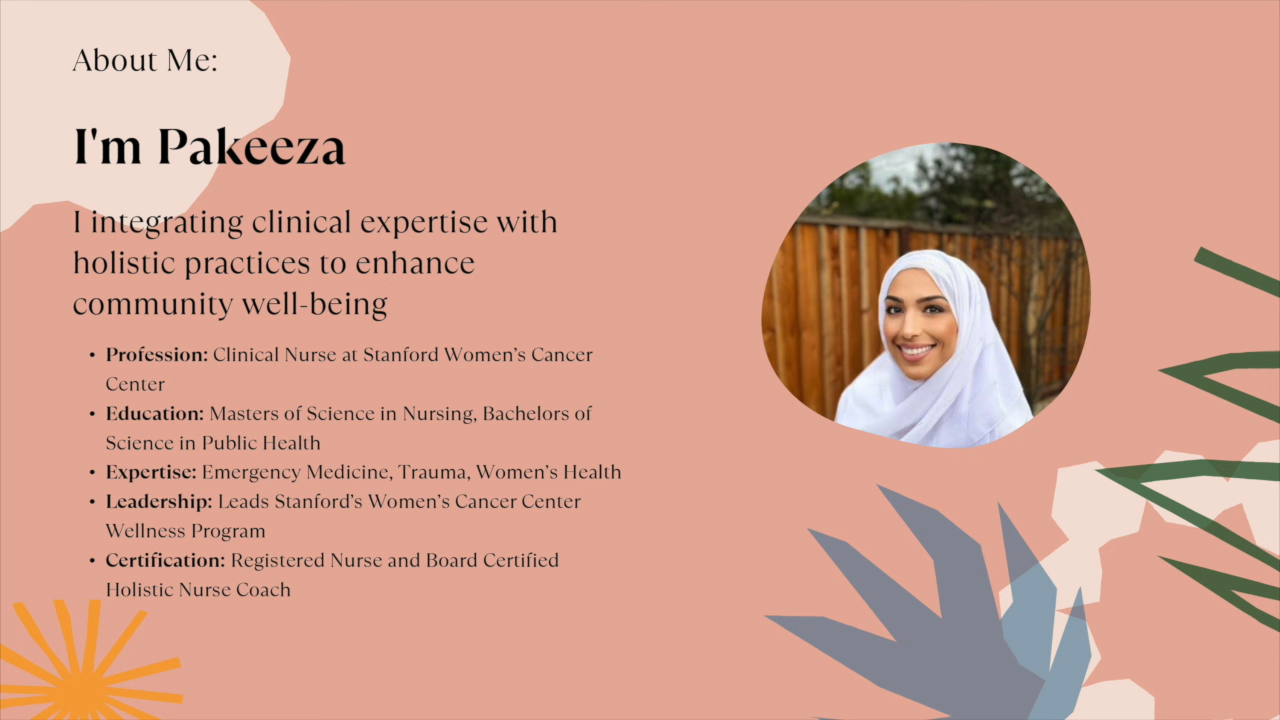 About Me:
I'm Pakeeza
I integrating clinical expertise with
holistic practices to enhance
community well-being
• Profession: Clinical Nurse at Stanford Women's Cancer
Center
• Education: Masters of Science in Nursing, Bachelors of
Science in Public Health
• Expertise: Emergency Medicine, Trauma, Women's Health
• Leadership: Leads Stanford's Women's Cancer Center
Wellness Program
• Certification: Registered Nurse and Board Certified
Holistic Nurse Coach